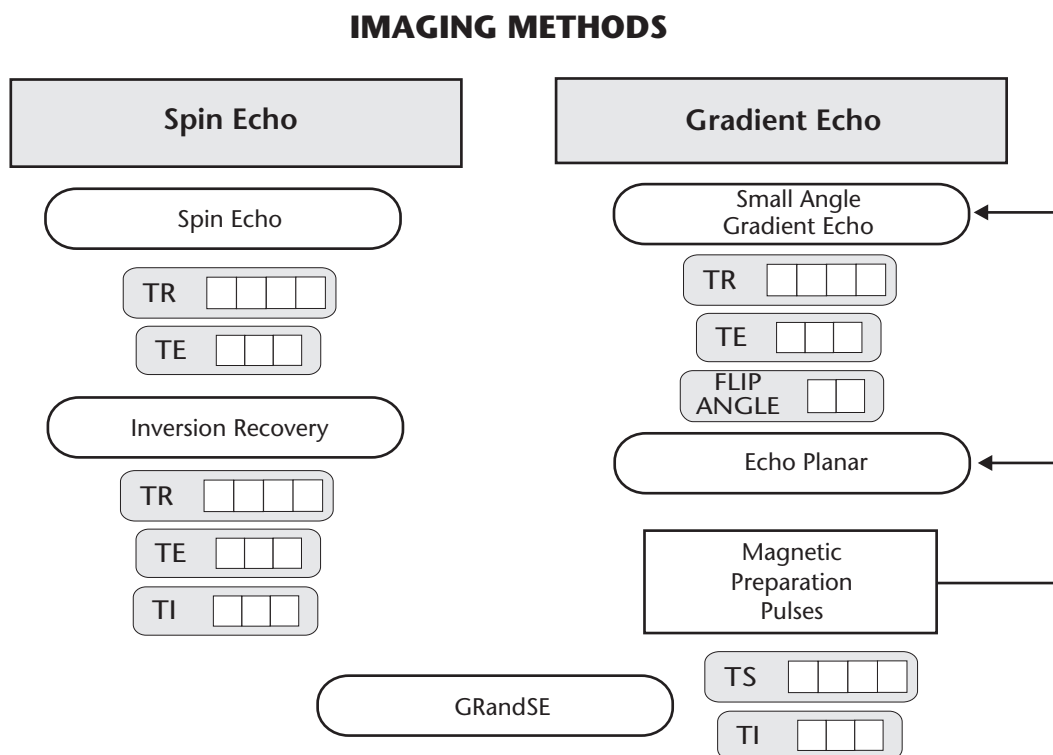 IMAGING METHODS
Spin Echo
Spin Echo
TR
TE
Inversion Recovery
TR
TE
TI
Gradient Echo
Small Angle
Gradient Echo
TR
TE
FLIP
ANGLE
Echo Planar
Magnetic
Preparation
Pulses
TS
TI
GRandSE